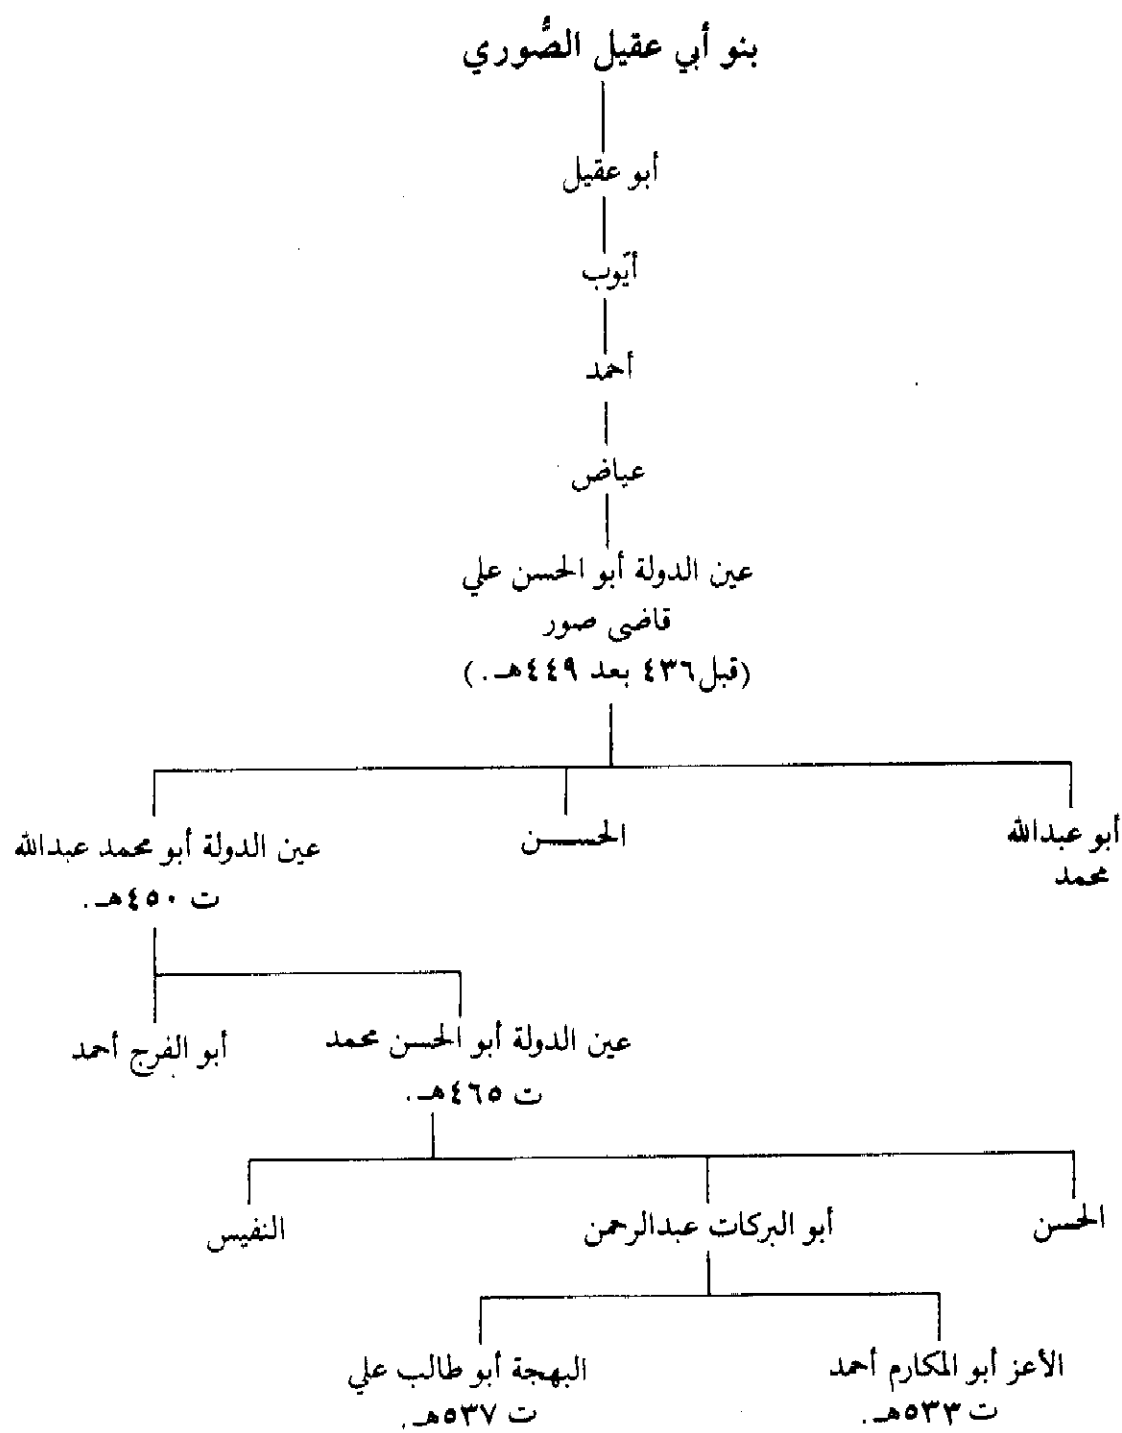 بنو أبي عقيل الصُّوري
أبو عقيل
أيّوب
أحمد
عياض
عين الدولة أبو الحسن علي
قاضى صور
(قبل٤٣٦ بعد ٤٤٩هـ.)
أبو عبدالله
محمد
الحســـن
عين الدولة أبو محمد عبدالله
ت ٤٥٠هـ.
عين الدولة أبو الحسن محمد
ت ٤٦٥هـ.
أبو الفرج أحمد
الحسن
أبو البركات عبدالرحمن
النفيس
الأعز أبو المكارم أحمد
ت ٥٣٣هـ.
البهجة أبو طالب علي
ت ٥٣٧هـ.